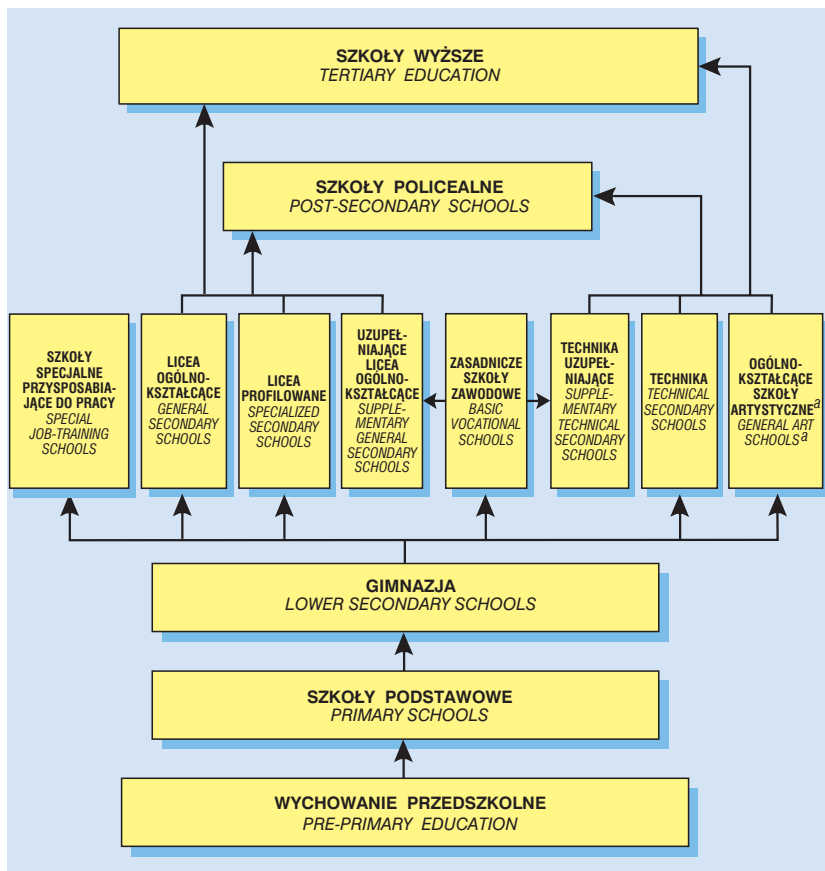 SZKOŁY WYŻSZE
TERTIARY EDUCATION
SZKOŁY POLICEALNE
POST-SECONDARY SCHOOLS
SZKOŁY
SPECJALNE
PRZYSPOSABIA-
JĄCE DO PRACY
SPECIAL
JOB-TRAINING
SCHOOLS
LICEA
OGÓLNO-
KSZTAŁCĄCE
GENERAL
SECONDARY
SCHOOLS
LICEA
PROFILOWANE
SPECIALIZED
SECONDARY
SCHOOLS
UZUPEŁ-
NIAJĄCE
LICEA
OGÓLNO-
KSZTAŁCĄCE
SUPPLE-
MENTARY
GENERAL
SECONDARY
SCHOOLS
ZASADNICZE
SZKOŁY
ZAWODOWE
BASIC
VOCATIONAL
SCHOOLS
TECHNIKA
UZUPEŁ-
NIAJĄCE
SUPPLE-
MENTARY
TECHNICAL
SECONDARY
SCHOOLS
TECHNIKA
TECHNICAL
SECONDARY
SCHOOLS
OGÓLNO-
KSZTAŁCĄCE
SZKOŁY
ARTYSTYCZNE a
GENERAL ART
SCHOOLS a
GIMNAZJA
LOWER SECONDARY SCHOOLS
SZKOŁY PODSTAWOWE
PRIMARY SCHOOLS
WYCHOWANIE PRZEDSZKOLNE
PRE-PRIMARY EDUCATION